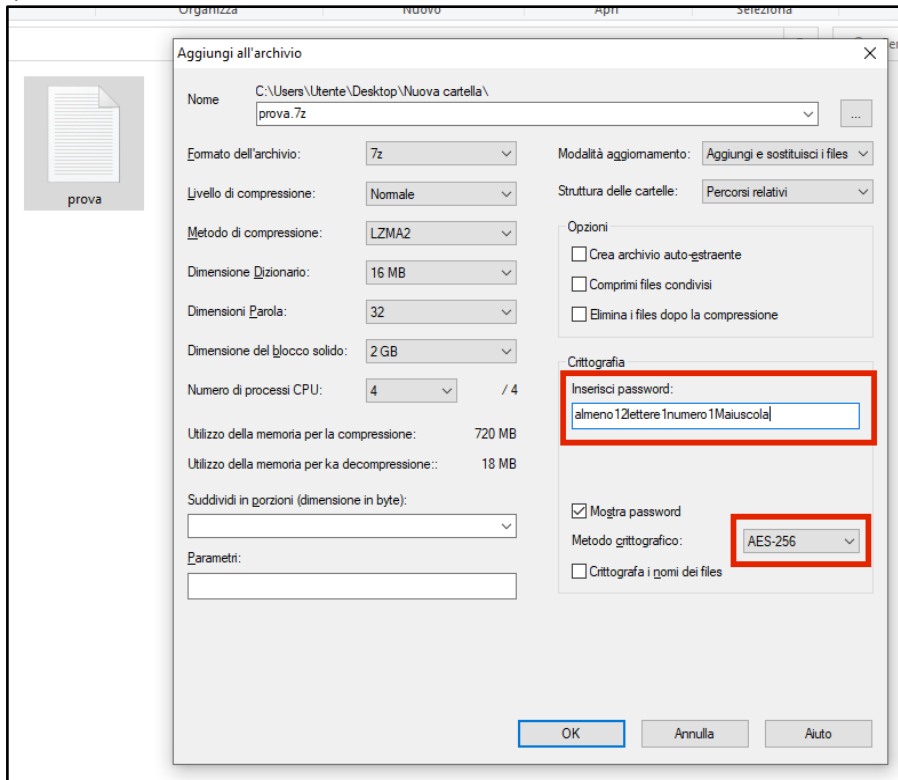 Organizza Nuovo Apri Seleziona
Aggiungi all'archivio
Nome
C:\Users\Utente\Desktop\Nuova cartella\
prova.7z
...
prova
Formato dell'archivio: 7z
Modalità aggiornamento: Aggiungi e sostituisci i files
Livello di compressione: Normale
Struttura delle cartelle: Percorsi relativi
Metodo di compressione: LZMA2
Opzioni
Crea archivio auto-estraente
Dimensione Dizionario: 16 MB
Comprimi files condivisi
Dimensioni Parola: 32
Elimina i files dopo la compressione
Dimensione del blocco solido: 2 GB
Crittografia
Numero di processi CPU: 4 / 4
Inserisci password:
almeno12lettere1numero1Maiuscola
Utilizzo della memoria per la compressione: 720 MB
Utilizzo della memoria per ka decompressione:: 18 MB
Suddividi in porzioni (dimensione in byte):
Mostra password
Metodo crittografico: AES-256
Parametri:
Crittografa i nomi dei files
OK Annulla Aiuto